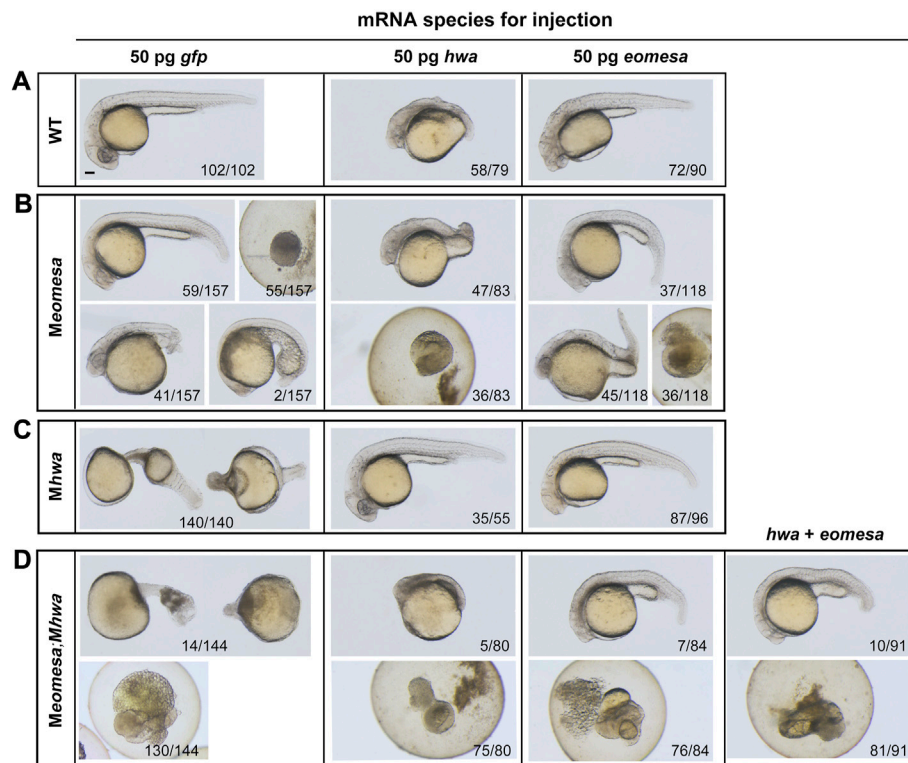 mRNA species for injection
50 pg gfp
50 pg hwa
50 pg eomesa
A
WT
102/102
58/79
72/90
B
Meomesa
59/157
55/157
47/83
37/118
41/157
2/157
36/83
45/118
36/118
C
Mhwa
140/140
35/55
87/96
hwa + eomesa
D
Meomesa;Mhwa
14/144
5/80
7/84
10/91
130/144
75/80
76/84
81/91